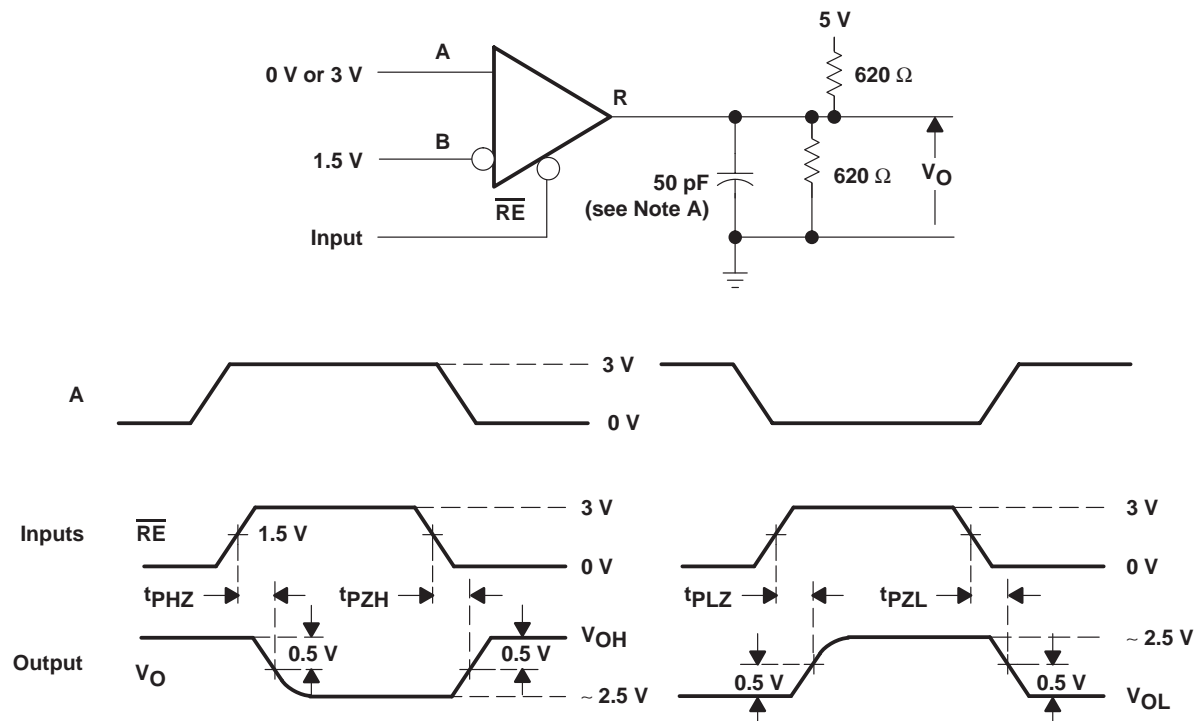 5 V
A
0 V or 3 V
620 Ω
R
B
1.5 V
50 pF
(see Note A)
620 Ω
VO
RE
Input
A
3 V
0 V
Inputs
RE
1.5 V
3 V
0 V
3 V
0 V
tPHZ
tPZH
tPLZ
tPZL
Output
VO
0.5 V
0.5 V
VOH
~ 2.5 V
0.5 V
0.5 V
~ 2.5 V
VOL